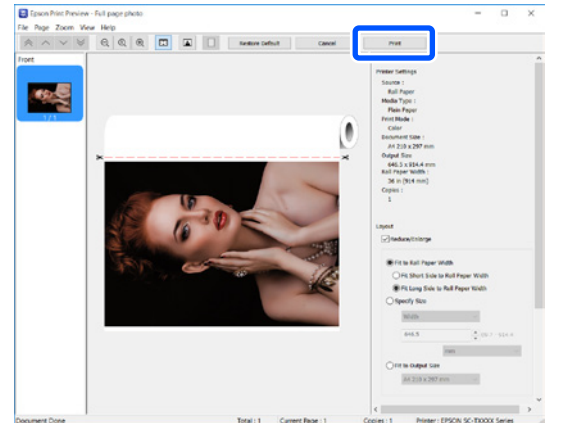 Epson Print Preview - Full page photo
File Page Zoom View Help
Restore Default Cancel Print
Front
1 / 1
Printer Settings
Source :
Roll Paper
Media Type :
Plain Paper
Print Mode :
Color
Document Size :
A4 210 x 297 mm
Output Size
646.5 x 914.4 mm
Roll Paper Width :
36 in (914 mm)
Copies :
1
Layout
Reduce/Enlarge
Fit to Roll Paper Width
Fit Short Side to Roll Paper Width
Fit Long Side to Roll Paper Width
Specify Size
Width
646.5
mm
Fit to Output Size
A4 210 x 297 mm
Document Done Total : 1 Current Page : 1 Copies : 1 Printer : EPSON SC-TXXXX Series